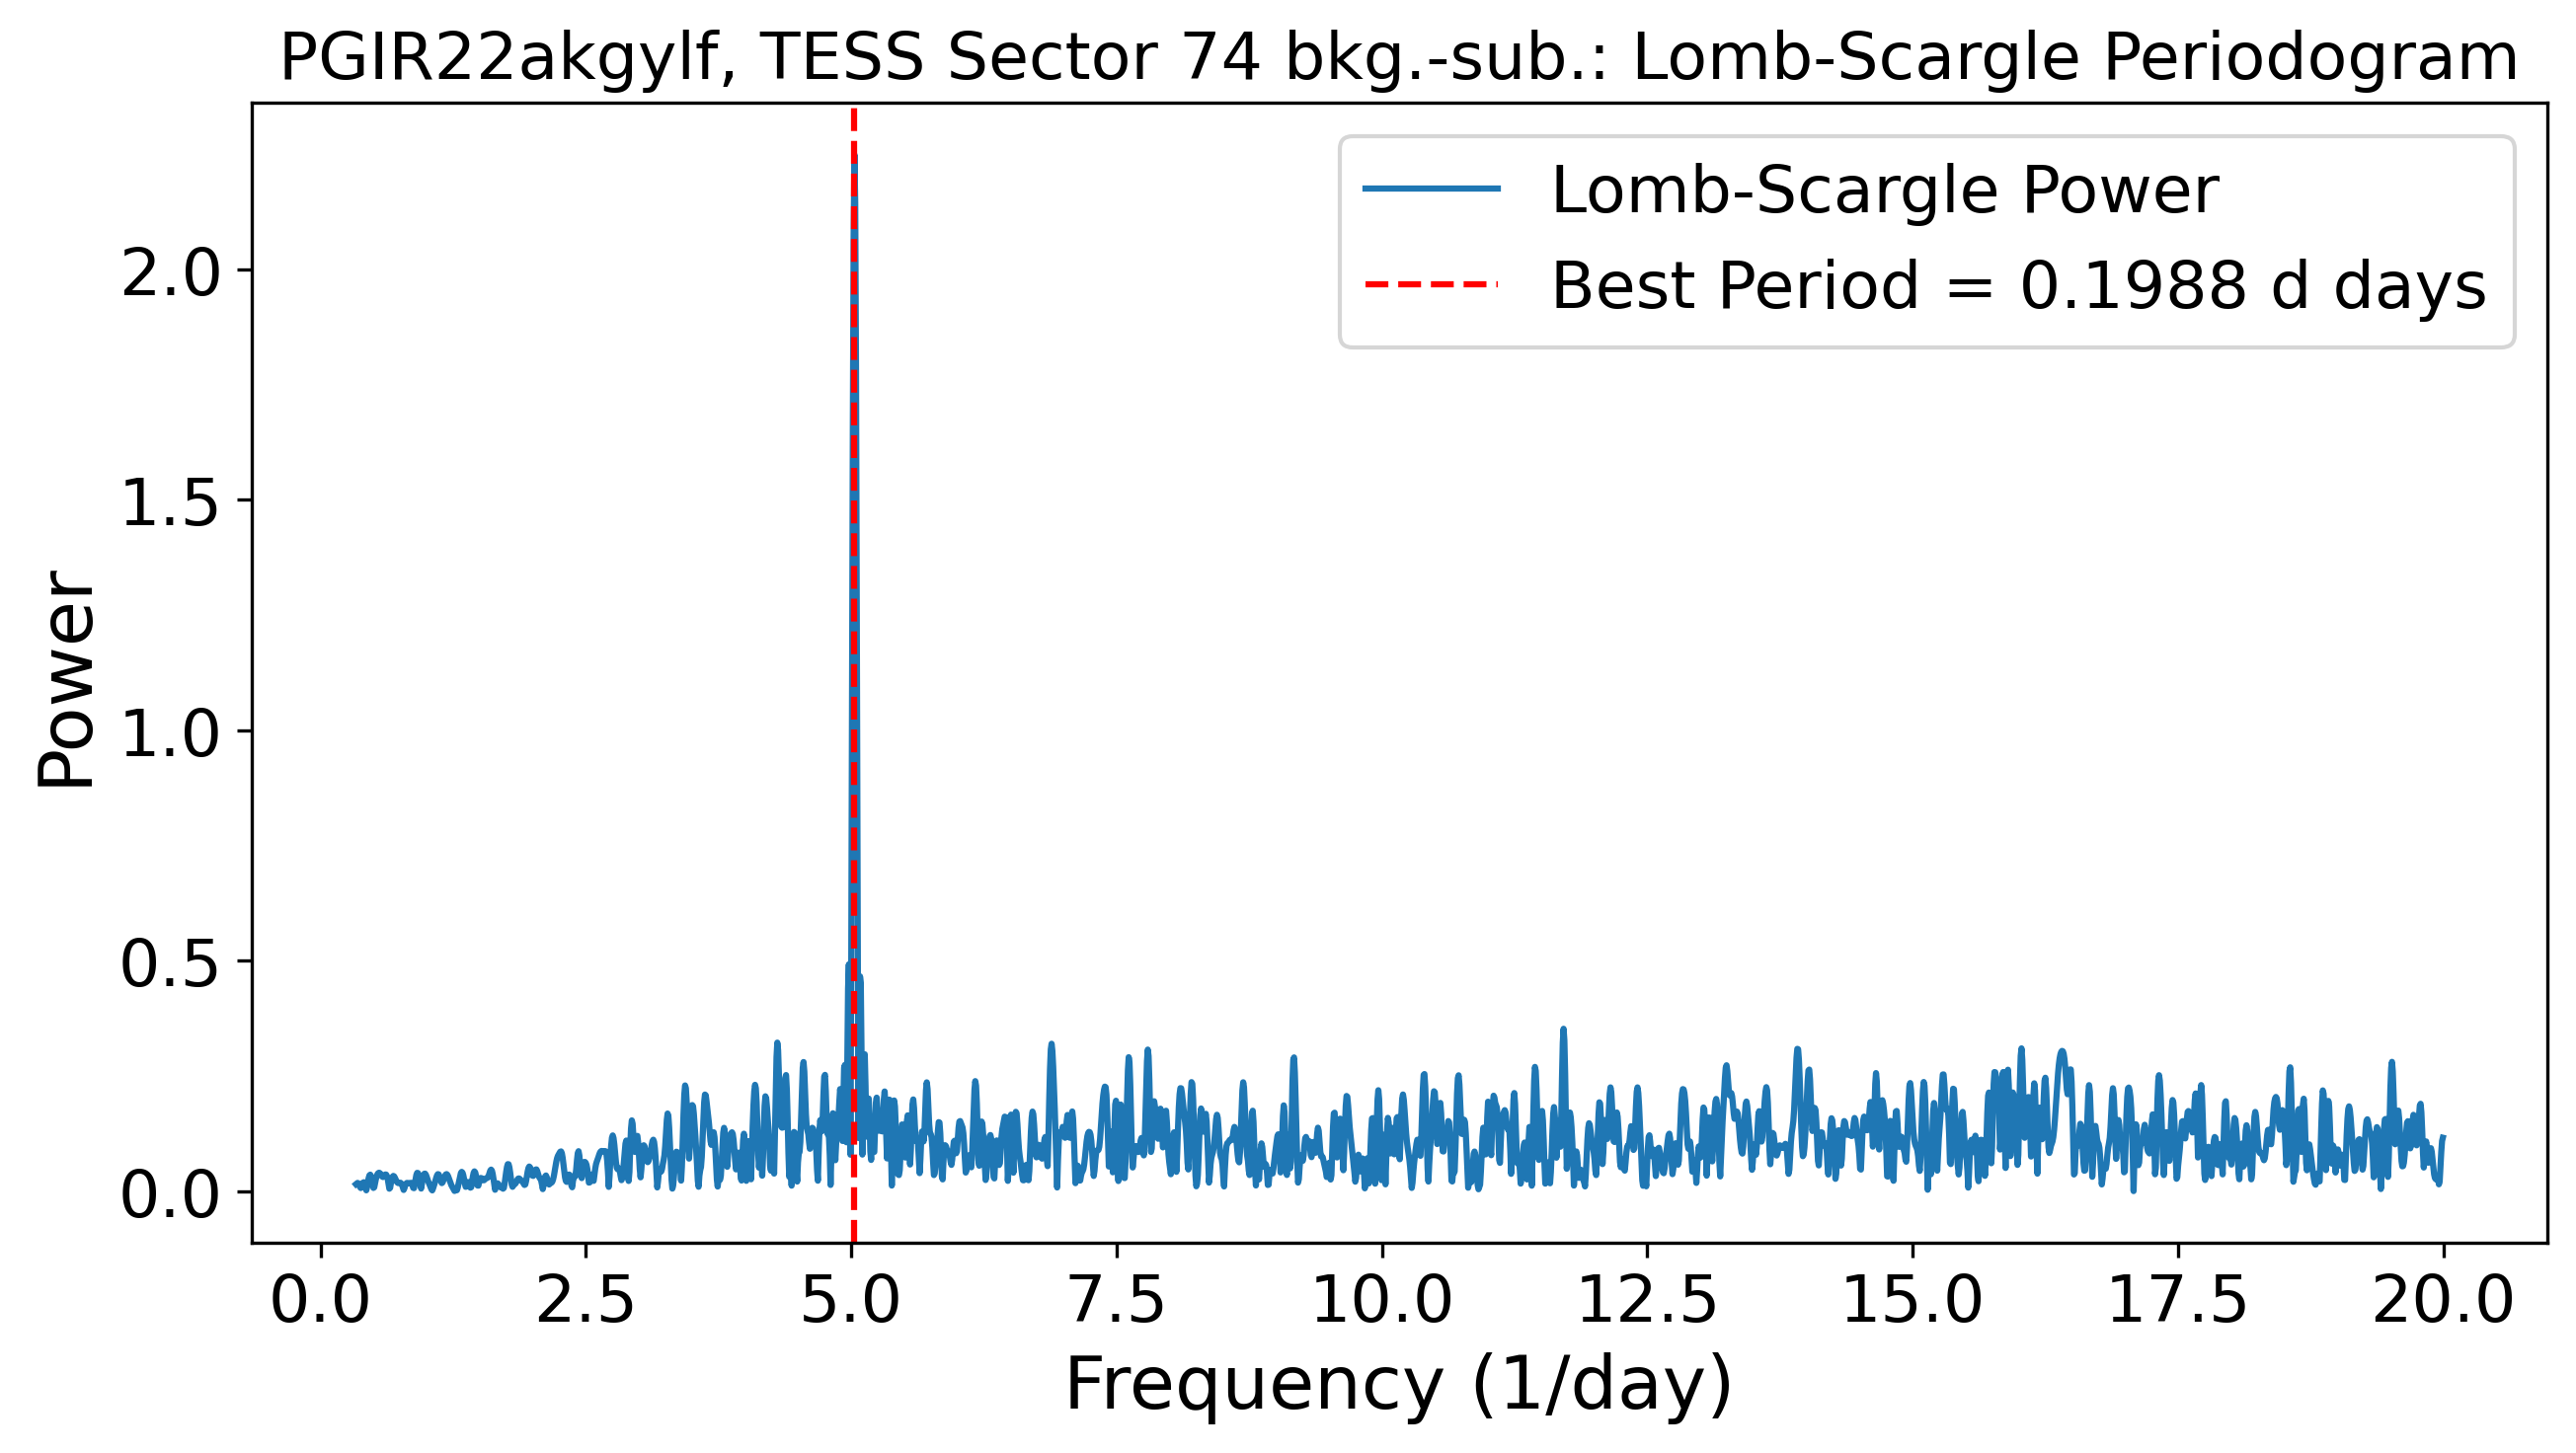 PGIR22akgylf, TESS Sector 74 bkg.-sub.: Lomb-Scargle Periodogram
Lomb-Scargle Power
Best Period = 0.1988 d days
Power
2.0
1.5
1.0
0.5
0.0
0.0 2.5 5.0 7.5 10.0 12.5 15.0 17.5 20.0
Frequency (1/day)